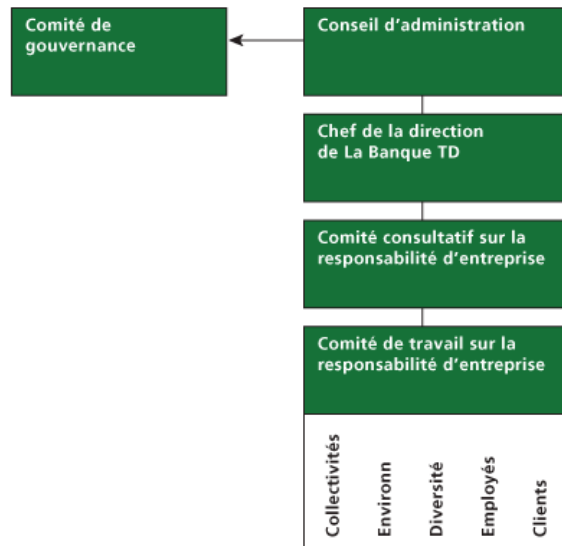 Comité de
gouvernance
Conseil d'administration
Chef de la direction
de La Banque TD
Comité consultatif sur la
responsabilité d'entreprise
Comité de travail sur la
responsabilité d'entreprise
Collectivités
Environn
Diversité
Employés
Clients